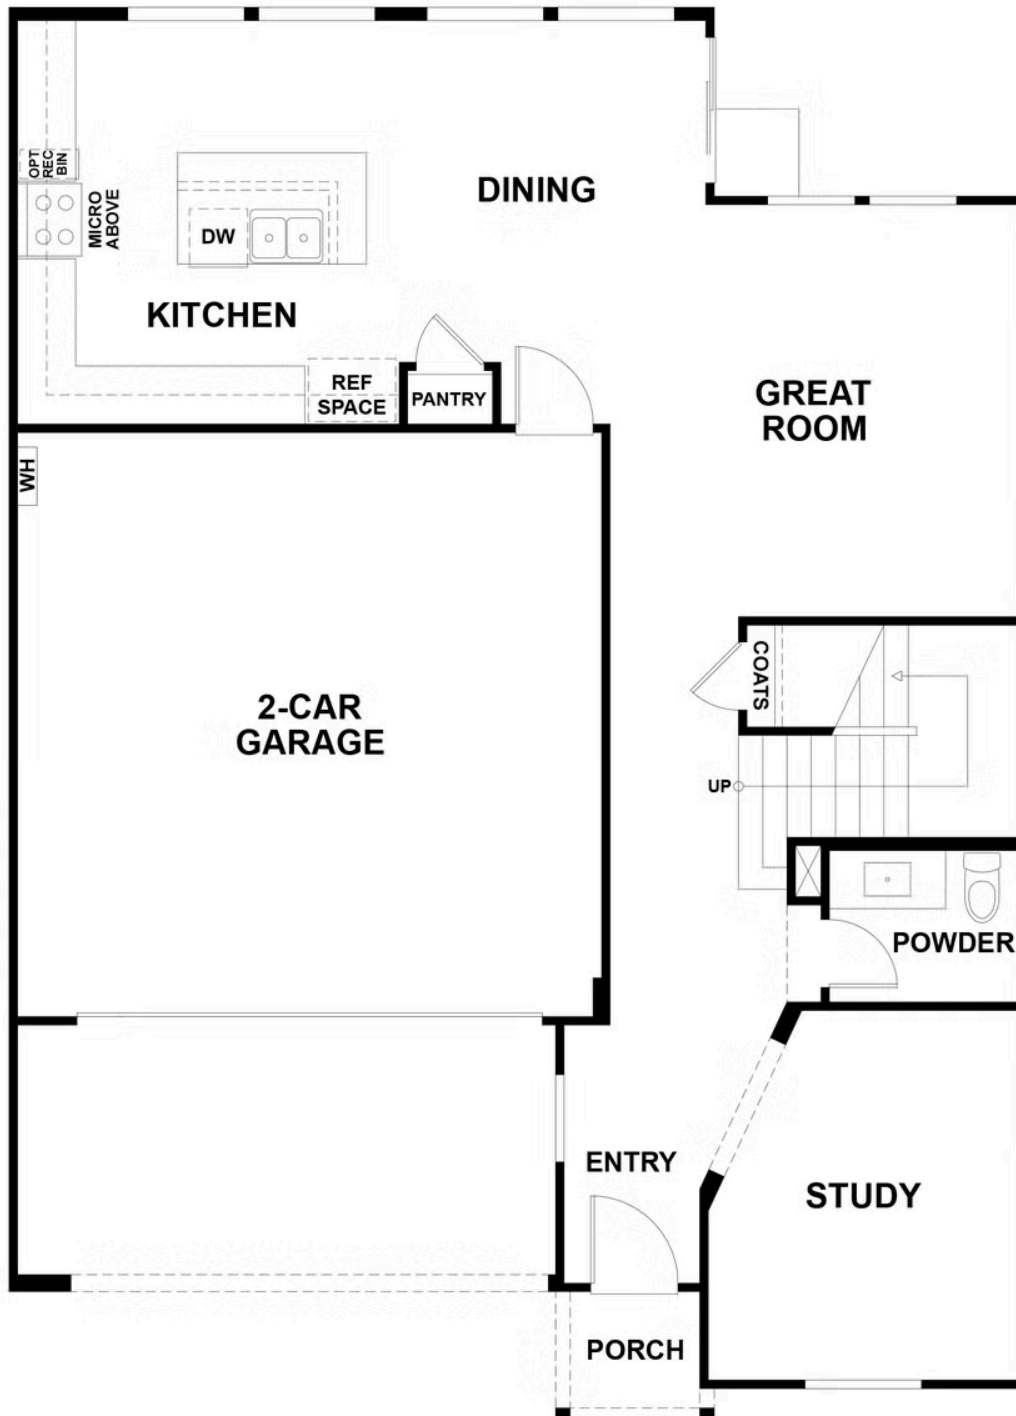 OPT
REC
BIN
MICRO
ABOVE
DW
DINING
KITCHEN
REF
SPACE
PANTRY
GREAT
ROOM
WH
2-CAR
GARAGE
COATS
UP
POWDER
ENTRY
STUDY
PORCH